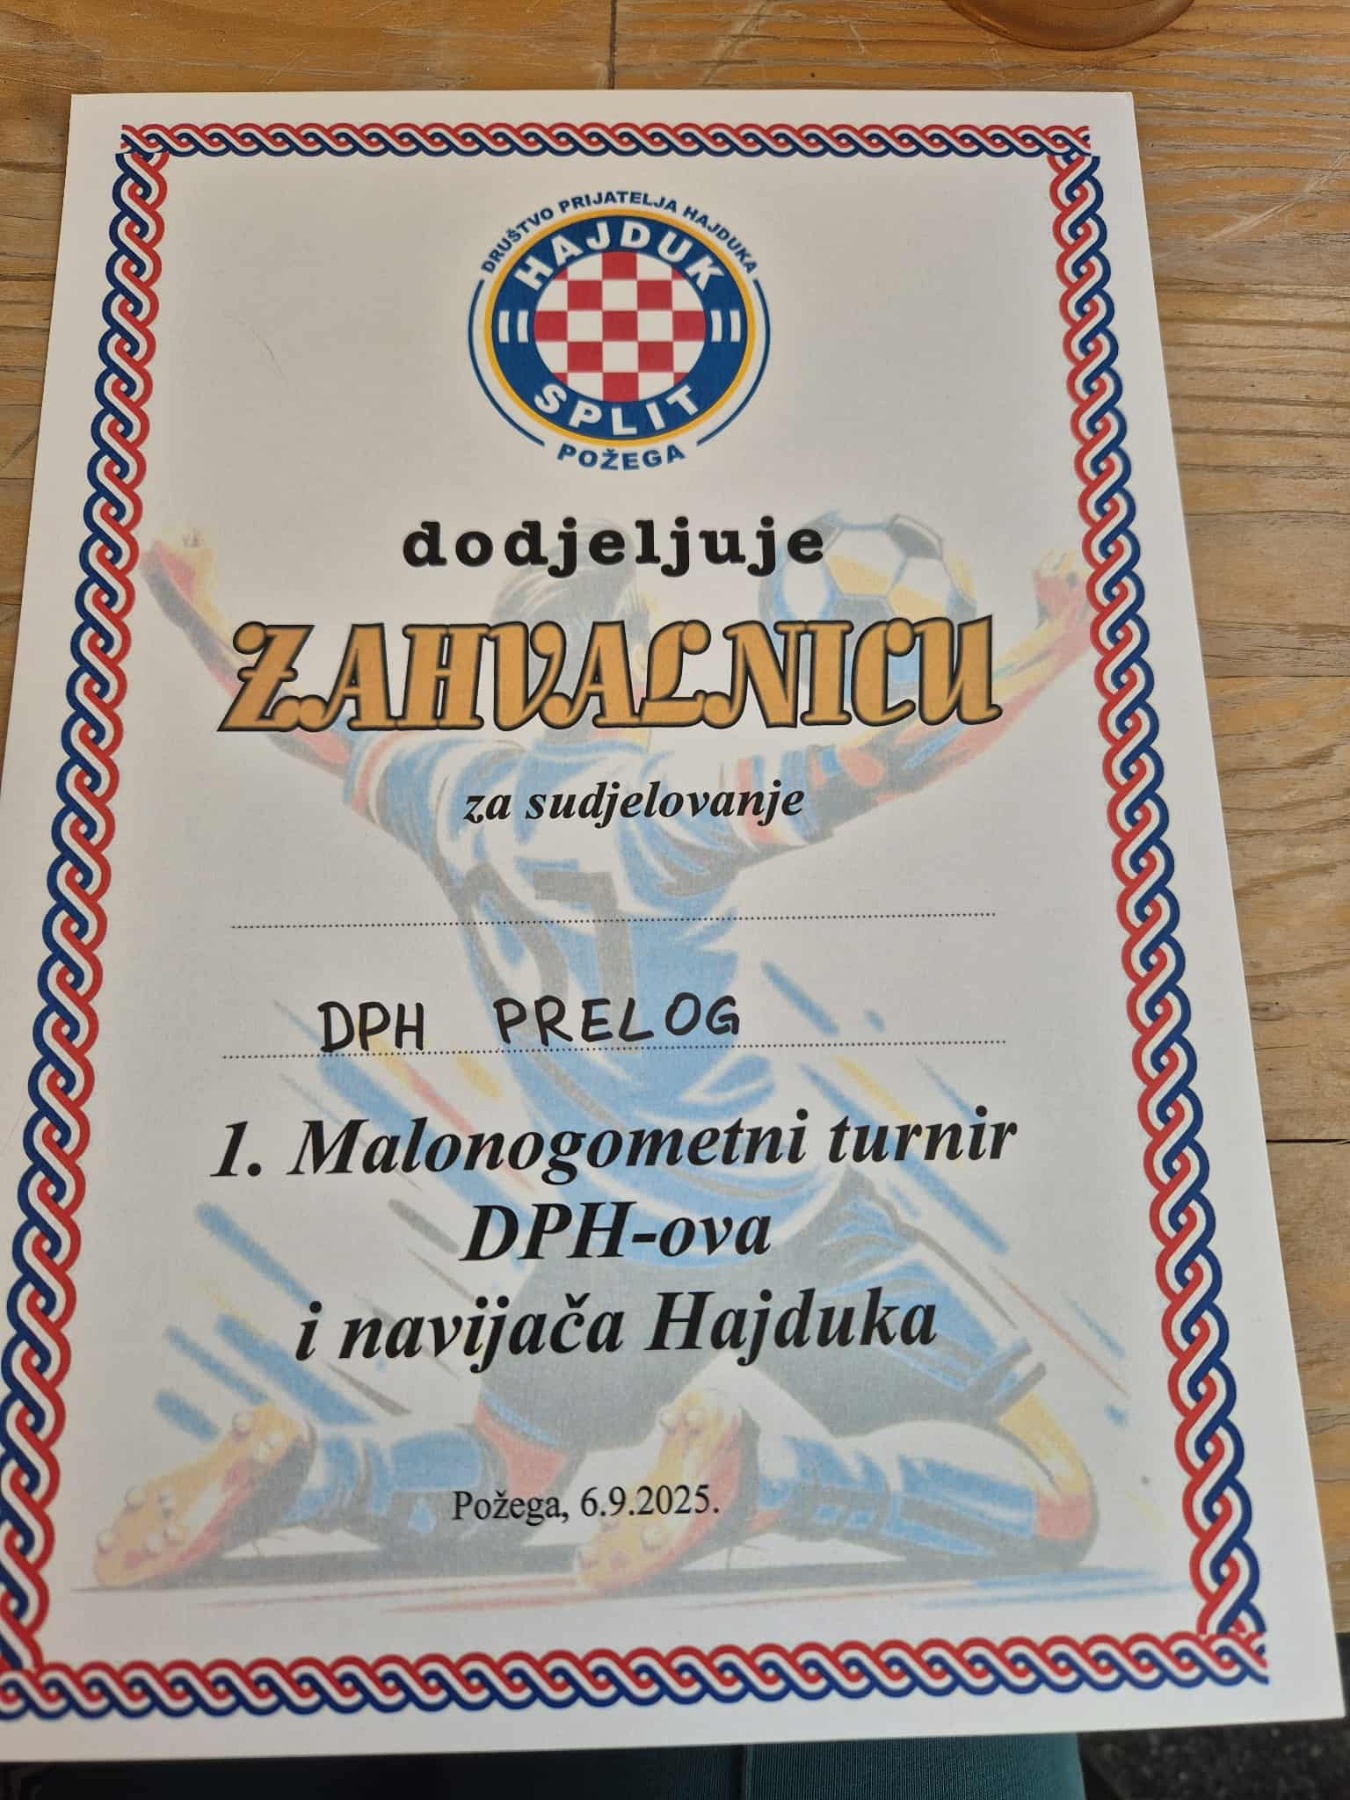 DRUŠTVO PRIJATELJA HAJDUKA
HAJDUK
SPLIT
POŽEGA
dodjeljuje
ZAHVALNICU
za sudjelovanje
DPH PRELOG
1. Malonogometni turnir
DPH-ova
i navijača Hajduka
Požega, 6.9.2025.